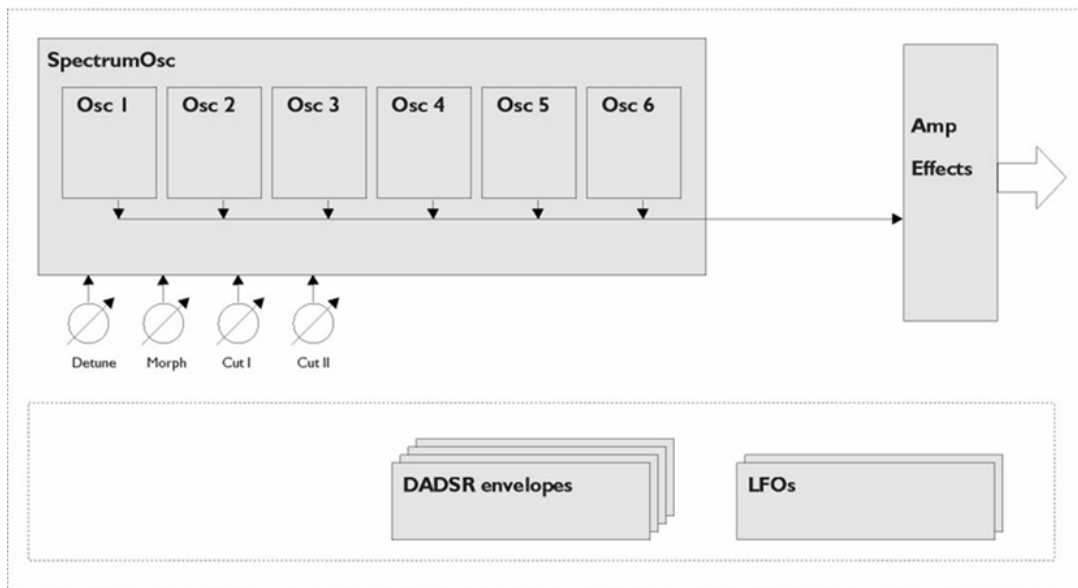 SpectrumOsc
Osc 1 Osc 2 Osc 3 Osc 4 Osc 5 Osc 6
Amp
Effects
Detune Morph Cut I Cut II
DADSR envelopes LFOs